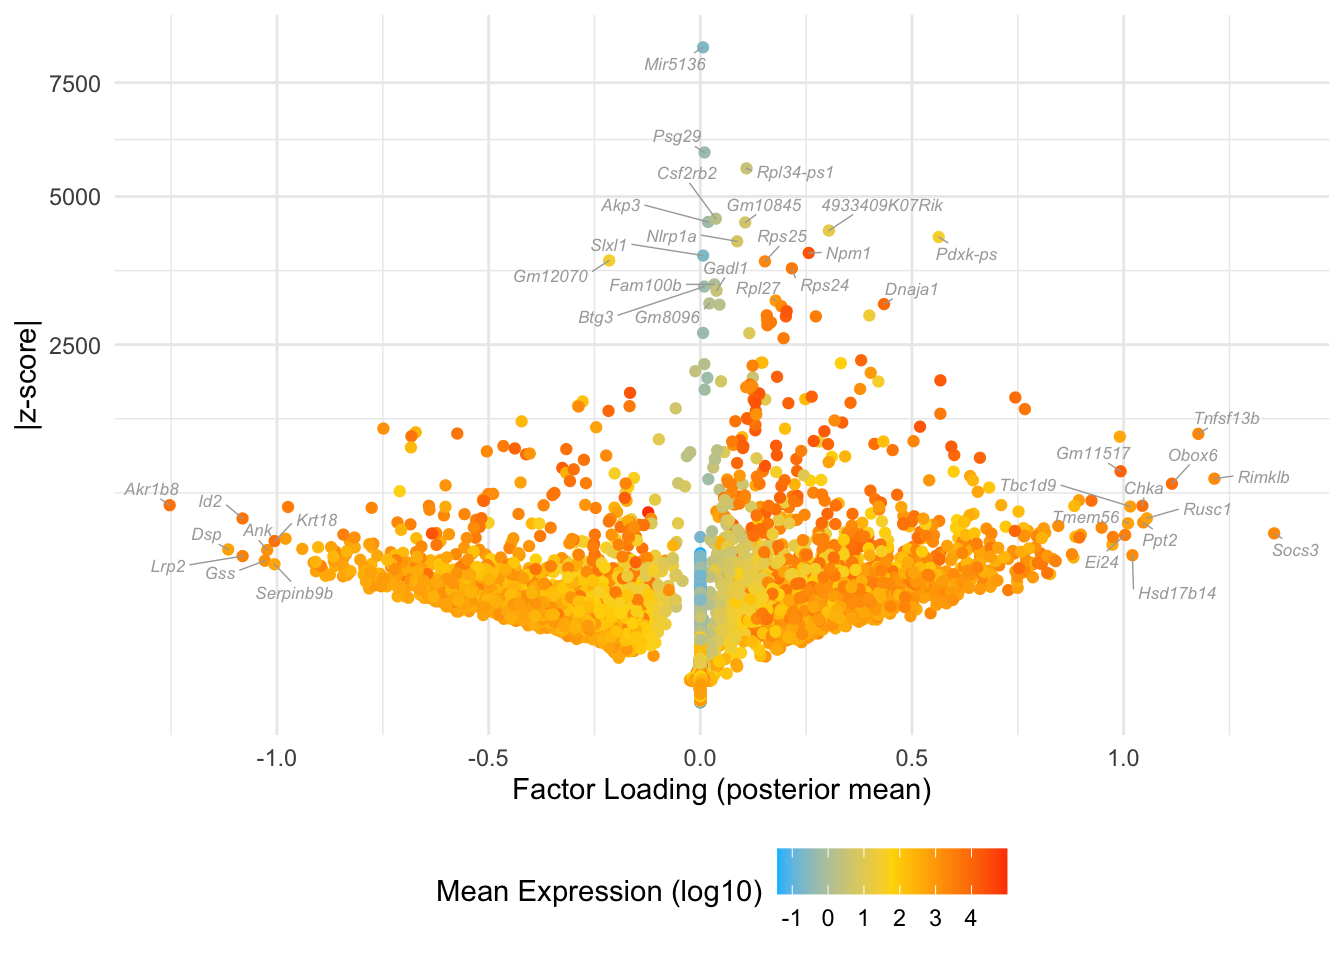 Mir5136
7500
Psg29
Csf2rb2
Rpl34-ps1
5000
Akp3
Gm10845
4933409K07Rik
Nlrp1a
Rps25
Slxl1
Npm1
Pdxk-ps
Gm12070
Gadl1
Fam100b
Rpl27
Rps24
Dnaja1
Btg3
Gm8096
2500
|z-score|
Tnfsf13b
Gm11517
Obox6
Akr1b8
Id2
Tbc1d9
Chka
Rimklb
Dsp
Ank
Krt18
Tmem56
Rusc1
Lrp2
Gss
Ppt2
Socs3
Serpinb9b
Ei24
Hsd17b14
-1.0
-0.5
0.0
0.5
1.0
Factor Loading (posterior mean)
Mean Expression (log10)
-1 0 1 2 3 4